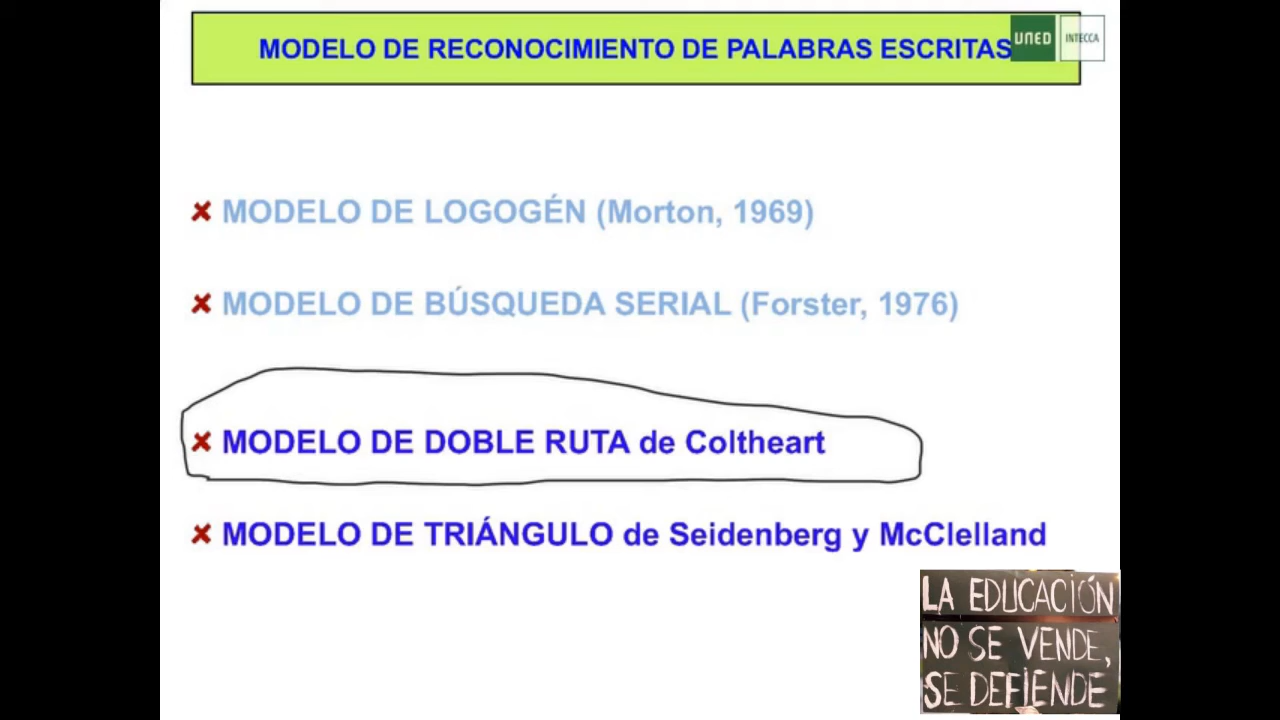 MODELO DE RECONOCIMIENTO DE PALABRAS ESCRITAS
UNED
INTECCA
MODELO DE LOGOGÉN (Morton, 1969)
MODELO DE BÚSQUEDA SERIAL (Forster, 1976)
MODELO DE DOBLE RUTA de Coltheart
MODELO DE TRIÁNGULO de Seidenberg y McClelland
LA EDUCACIÓN
NO SE VENDE,
SE DEFIENDE